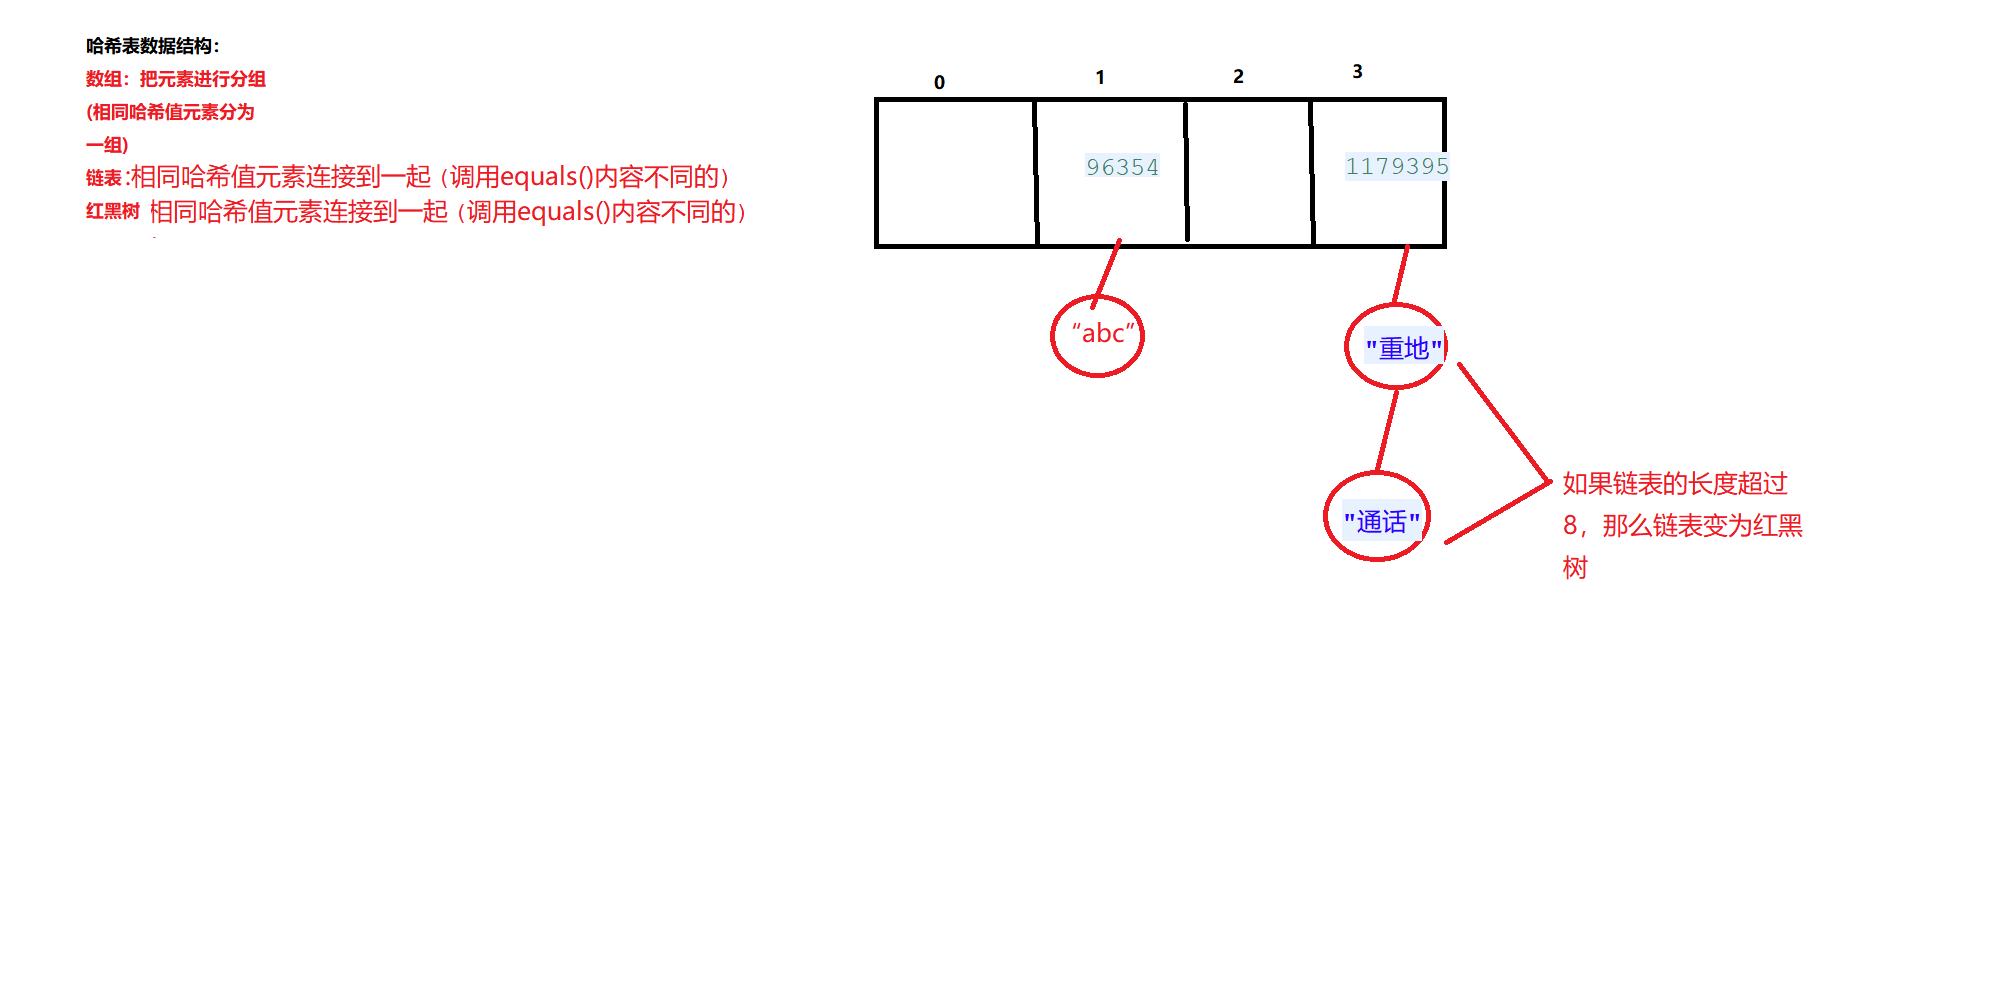 哈希表数据结构：
数组：把元素进行分组
(相同哈希值元素分为
一组)
链表:相同哈希值元素连接到一起（调用equals()内容不同的）
红黑树 相同哈希值元素连接到一起（调用equals()内容不同的）
0 1 2 3
96354 1179395
“abc”
"重地"
"通话"
如果链表的长度超过
8，那么链表变为红黑
树